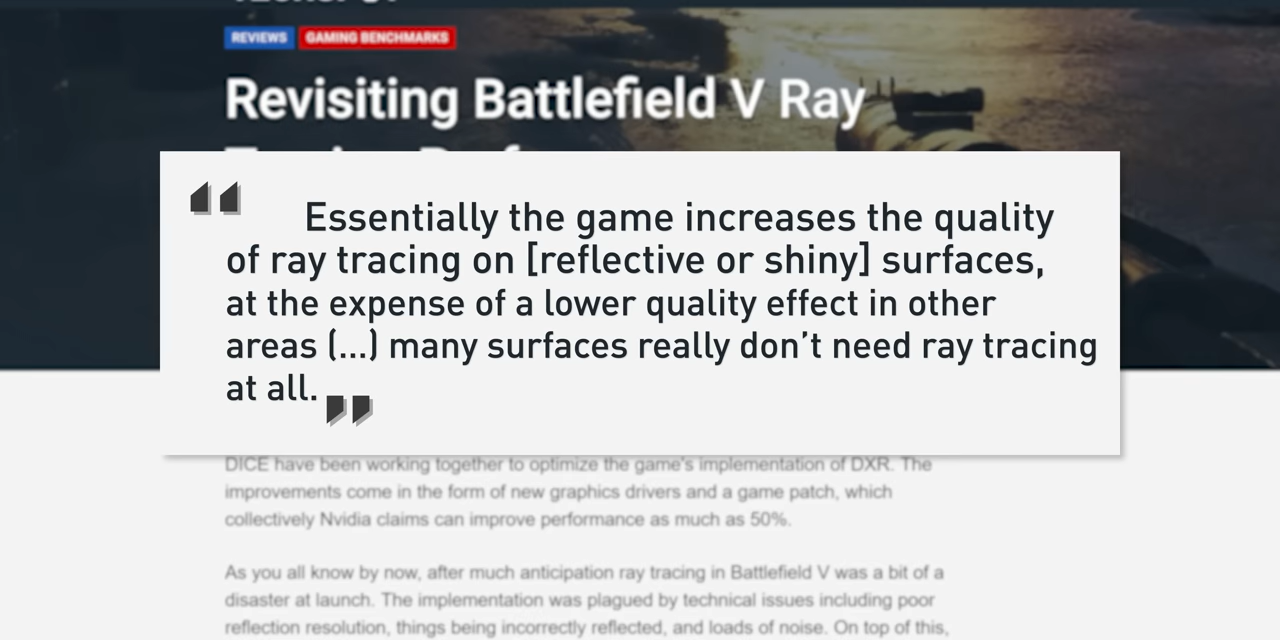 REVIEWS GAMING BENCHMARKS
Revisiting Battlefield V Ray
“ Essentially the game increases the quality
of ray tracing on [reflective or shiny] surfaces,
at the expense of a lower quality effect in other
areas (...) many surfaces really don’t need ray tracing
at all. ”
DICE have been working together to optimize the game's implementation of DXR. The
improvements come in the form of new graphics drivers and a game patch, which
collectively Nvidia claims can improve performance as much as 50%.
As you all know by now, after much anticipation ray tracing in Battlefield V was a bit of a
disaster at launch. The implementation was plagued by technical issues including poor
reflection resolution, things being incorrectly reflected, and loads of noise. On top of this,